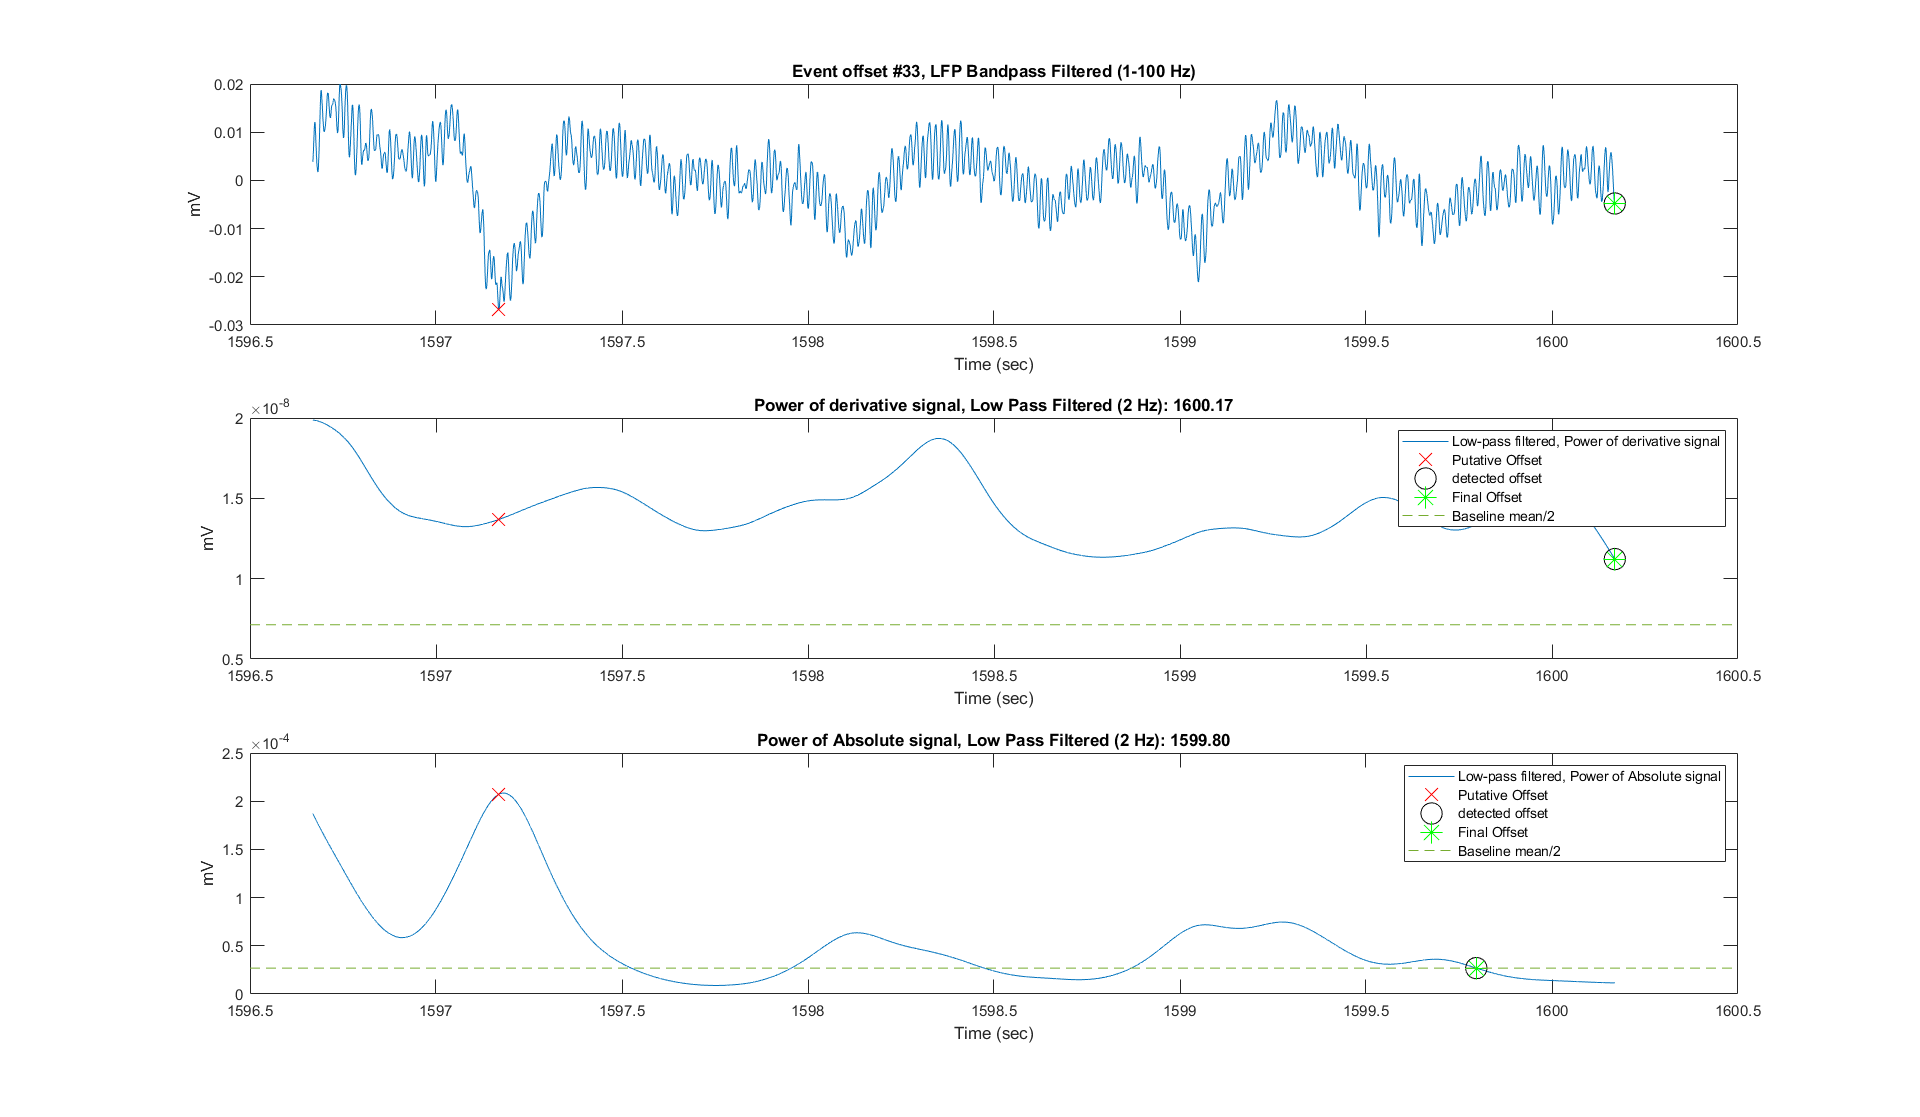 Event offset #33, LFP Bandpass Filtered (1-100 Hz)
0.02
0.01
0
-0.01
-0.02
-0.03
mV
1596.5 1597 1597.5 1598 1598.5 1599 1599.5 1600 1600.5
Time (sec)
Power of derivative signal, Low Pass Filtered (2 Hz): 1600.17
×10-8
2
1.5
1
0.5
mV
Low-pass filtered, Power of derivative signal
Putative Offset
detected offset
Final Offset
Baseline mean/2
1596.5 1597 1597.5 1598 1598.5 1599 1599.5 1600 1600.5
Time (sec)
Power of Absolute signal, Low Pass Filtered (2 Hz): 1599.80
×10-4
2.5
2
1.5
1
0.5
0
mV
Low-pass filtered, Power of Absolute signal
Putative Offset
detected offset
Final Offset
Baseline mean/2
1596.5 1597 1597.5 1598 1598.5 1599 1599.5 1600 1600.5
Time (sec)